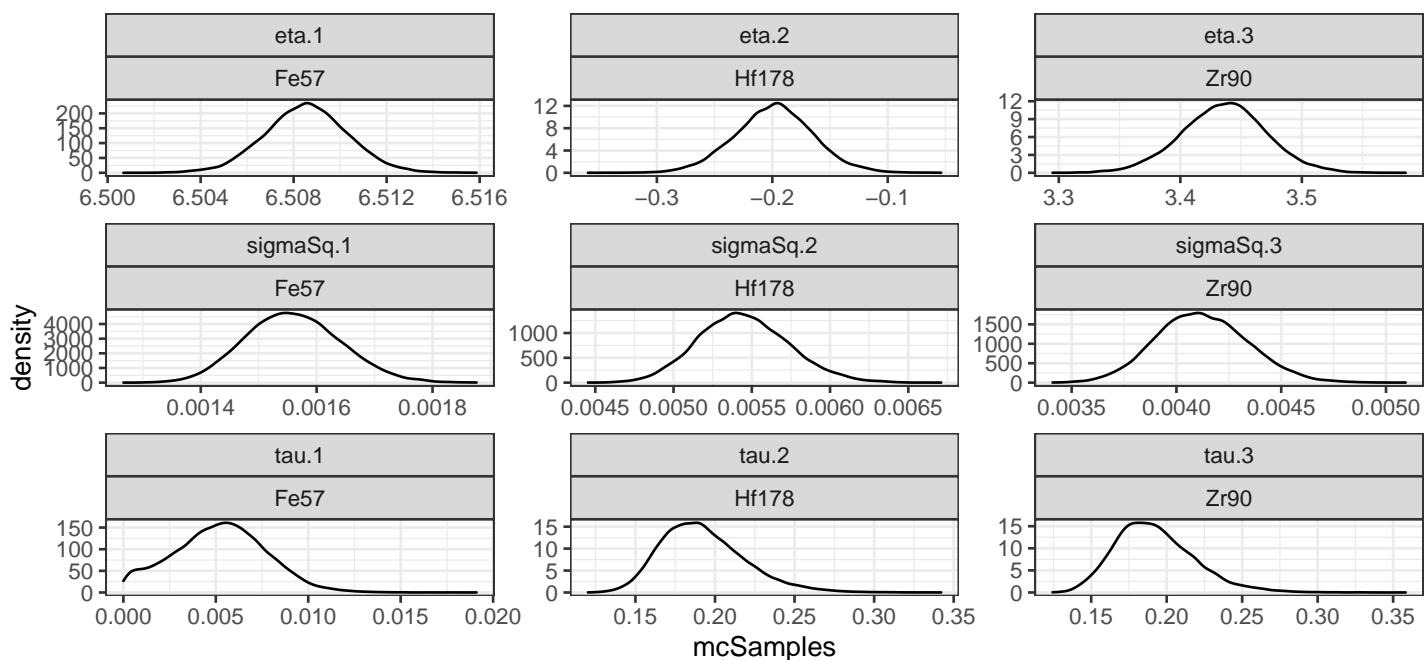 eta.1 eta.2 eta.3
Fe57 Hf178 Zr90
200 150 100 50 0
12 8 4 0
12 9 6 3 0
6.500 6.504 6.508 6.512 6.516
−0.3 −0.2 −0.1
3.3 3.4 3.5
sigmaSq.1 sigmaSq.2 sigmaSq.3
Fe57 Hf178 Zr90
density
4000 3000 2000 1000 0
1000 500 0
1500 1000 500 0
0.0014 0.0016 0.0018
0.0045 0.0050 0.0055 0.0060 0.0065
0.0035 0.0040 0.0045 0.0050
tau.1 tau.2 tau.3
Fe57 Hf178 Zr90
150 100 50 0
15 10 5 0
15 10 5 0
0.000 0.005 0.010 0.015 0.020
0.15 0.20 0.25 0.30 0.35
0.15 0.20 0.25 0.30 0.35
mcSamples